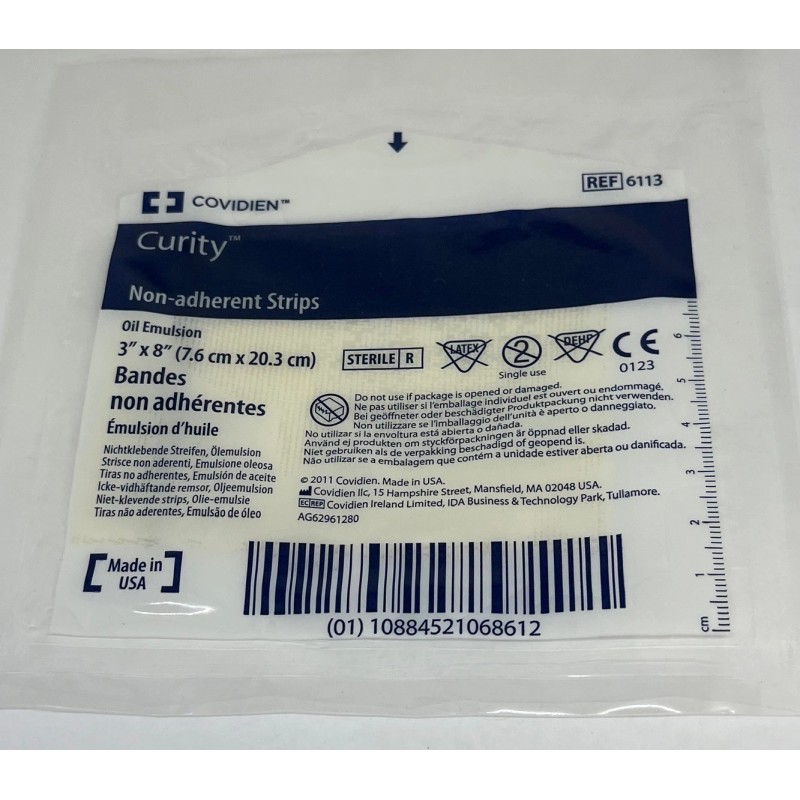 COVIDIEN™
REF 6113
Curity™
Non-adherent Strips
Oil Emulsion
3" x 8" (7.6 cm x 20.3 cm)
Bandes
non adhérentes
Émulsion d'huile
Nichtklebende Streifen, Ölemulsion
Strisce non aderenti, Emulsione oleosa
Tiras no adherentes, Emulsión de aceite
Icke-vidhäftande remsor, Oljeemulsion
Niet-klevende strips, Olie-emulsie
Tiras não aderentes, Emulsão de óleo
STERILE R
LATEX
2
Single use
DEHP
CE
0123
Do not use if package is opened or damaged.
Ne pas utiliser si l'emballage individuel est ouvert ou endommagé.
Bei geöffneter oder beschädigter Produktpackung nicht verwenden.
Non utilizzare se l'imballaggio dell'unità è aperto o danneggiato.
No utilizar si la envoltura está abierta o dañada.
Använd ej produkten om styckförpackningen är öppnad eller skadad.
Niet gebruiken als de verpakking beschadigd of geopend is.
Não utilizar se a embalagem que contém a unidade estiver aberta ou danificada.
© 2011 Covidien. Made in USA.
Covidien llc, 15 Hampshire Street, Mansfield, MA 02048 USA.
EC REP Covidien Ireland Limited, IDA Business & Technology Park, Tullamore.
AG62961280
Made in
USA
(01) 10884521068612
6
5
4
3
2
1
cm